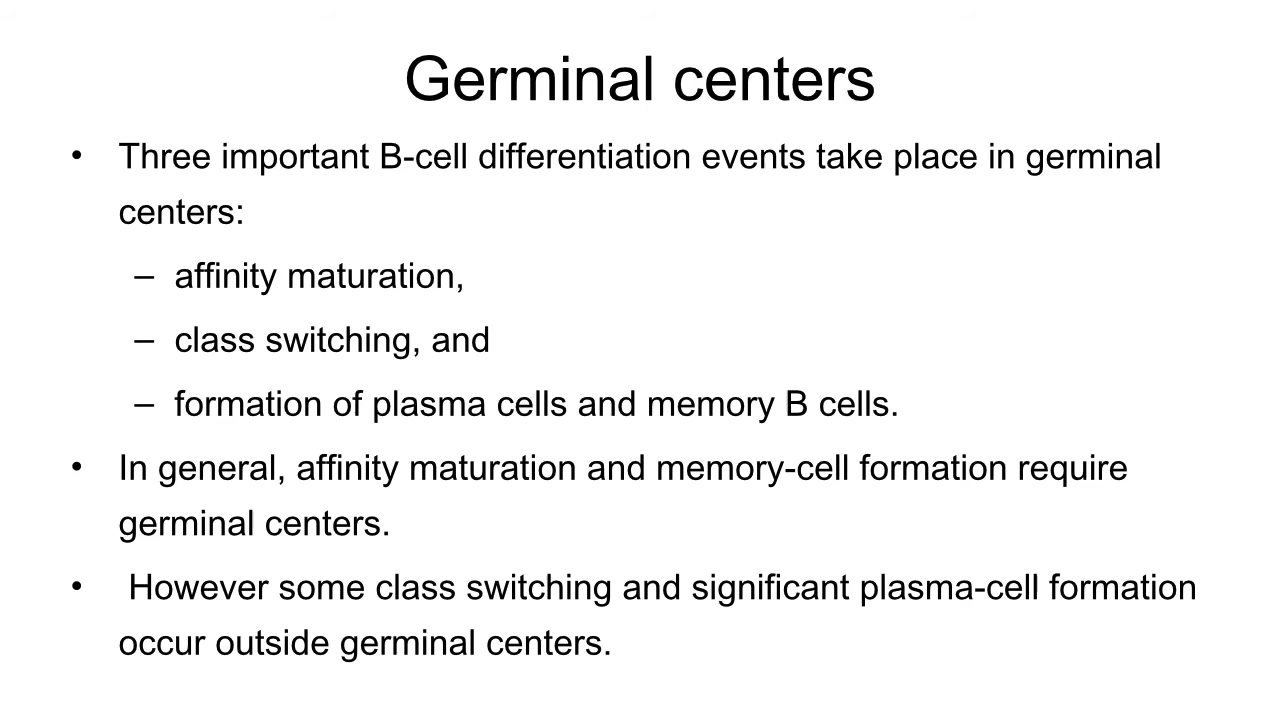 Germinal centers
• Three important B-cell differentiation events take place in germinal
centers:
– affinity maturation,
– class switching, and
– formation of plasma cells and memory B cells.
• In general, affinity maturation and memory-cell formation require
germinal centers.
• However some class switching and significant plasma-cell formation
occur outside germinal centers.